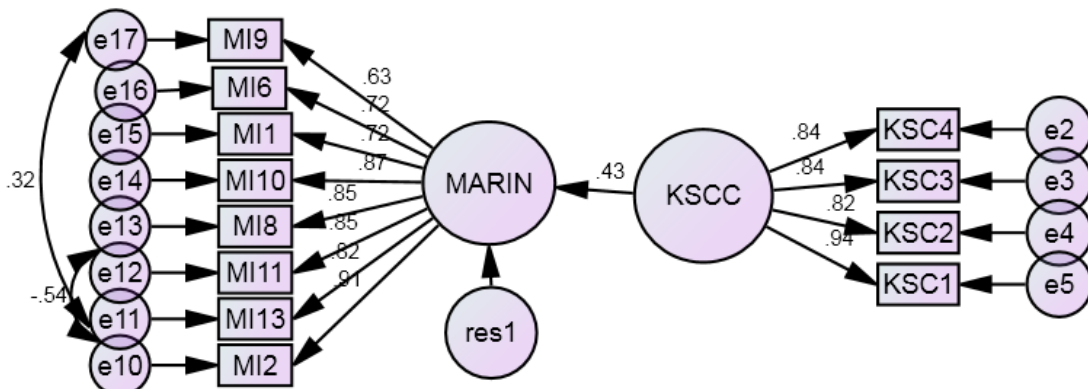 e17 MI9
e16 MI6
e15 MI1
e14 MI10
e13 MI8
e12 MI11
e11 MI13
e10 MI2
.32
-.54
.63
.72
.72
.87
.85
.85
.82
.91
MARIN
res1
.43
KSCC
.84
.84
.82
.94
KSC4 e2
KSC3 e3
KSC2 e4
KSC1 e5